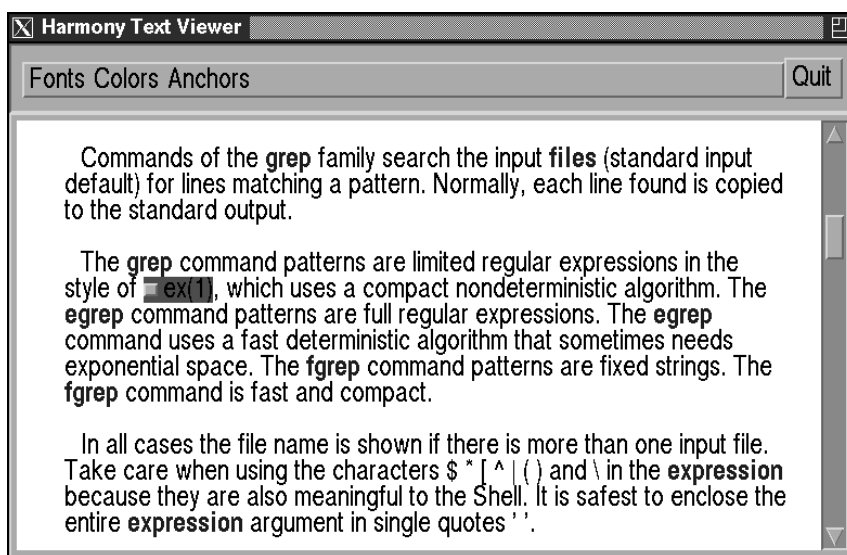 Harmony Text Viewer
Fonts Colors Anchors
Quit
Commands of the grep family search the input files (standard input
default) for lines matching a pattern. Normally, each line found is copied
to the standard output.
The grep command patterns are limited regular expressions in the
style of ex(1), which uses a compact nondeterministic algorithm. The
egrep command patterns are full regular expressions. The egrep
command uses a fast deterministic algorithm that sometimes needs
exponential space. The fgrep command patterns are fixed strings. The
fgrep command is fast and compact.
In all cases the file name is shown if there is more than one input file.
Take care when using the characters $ * [ ^ | ( ) and \ in the expression
because they are also meaningful to the Shell. It is safest to enclose the
entire expression argument in single quotes ' '.